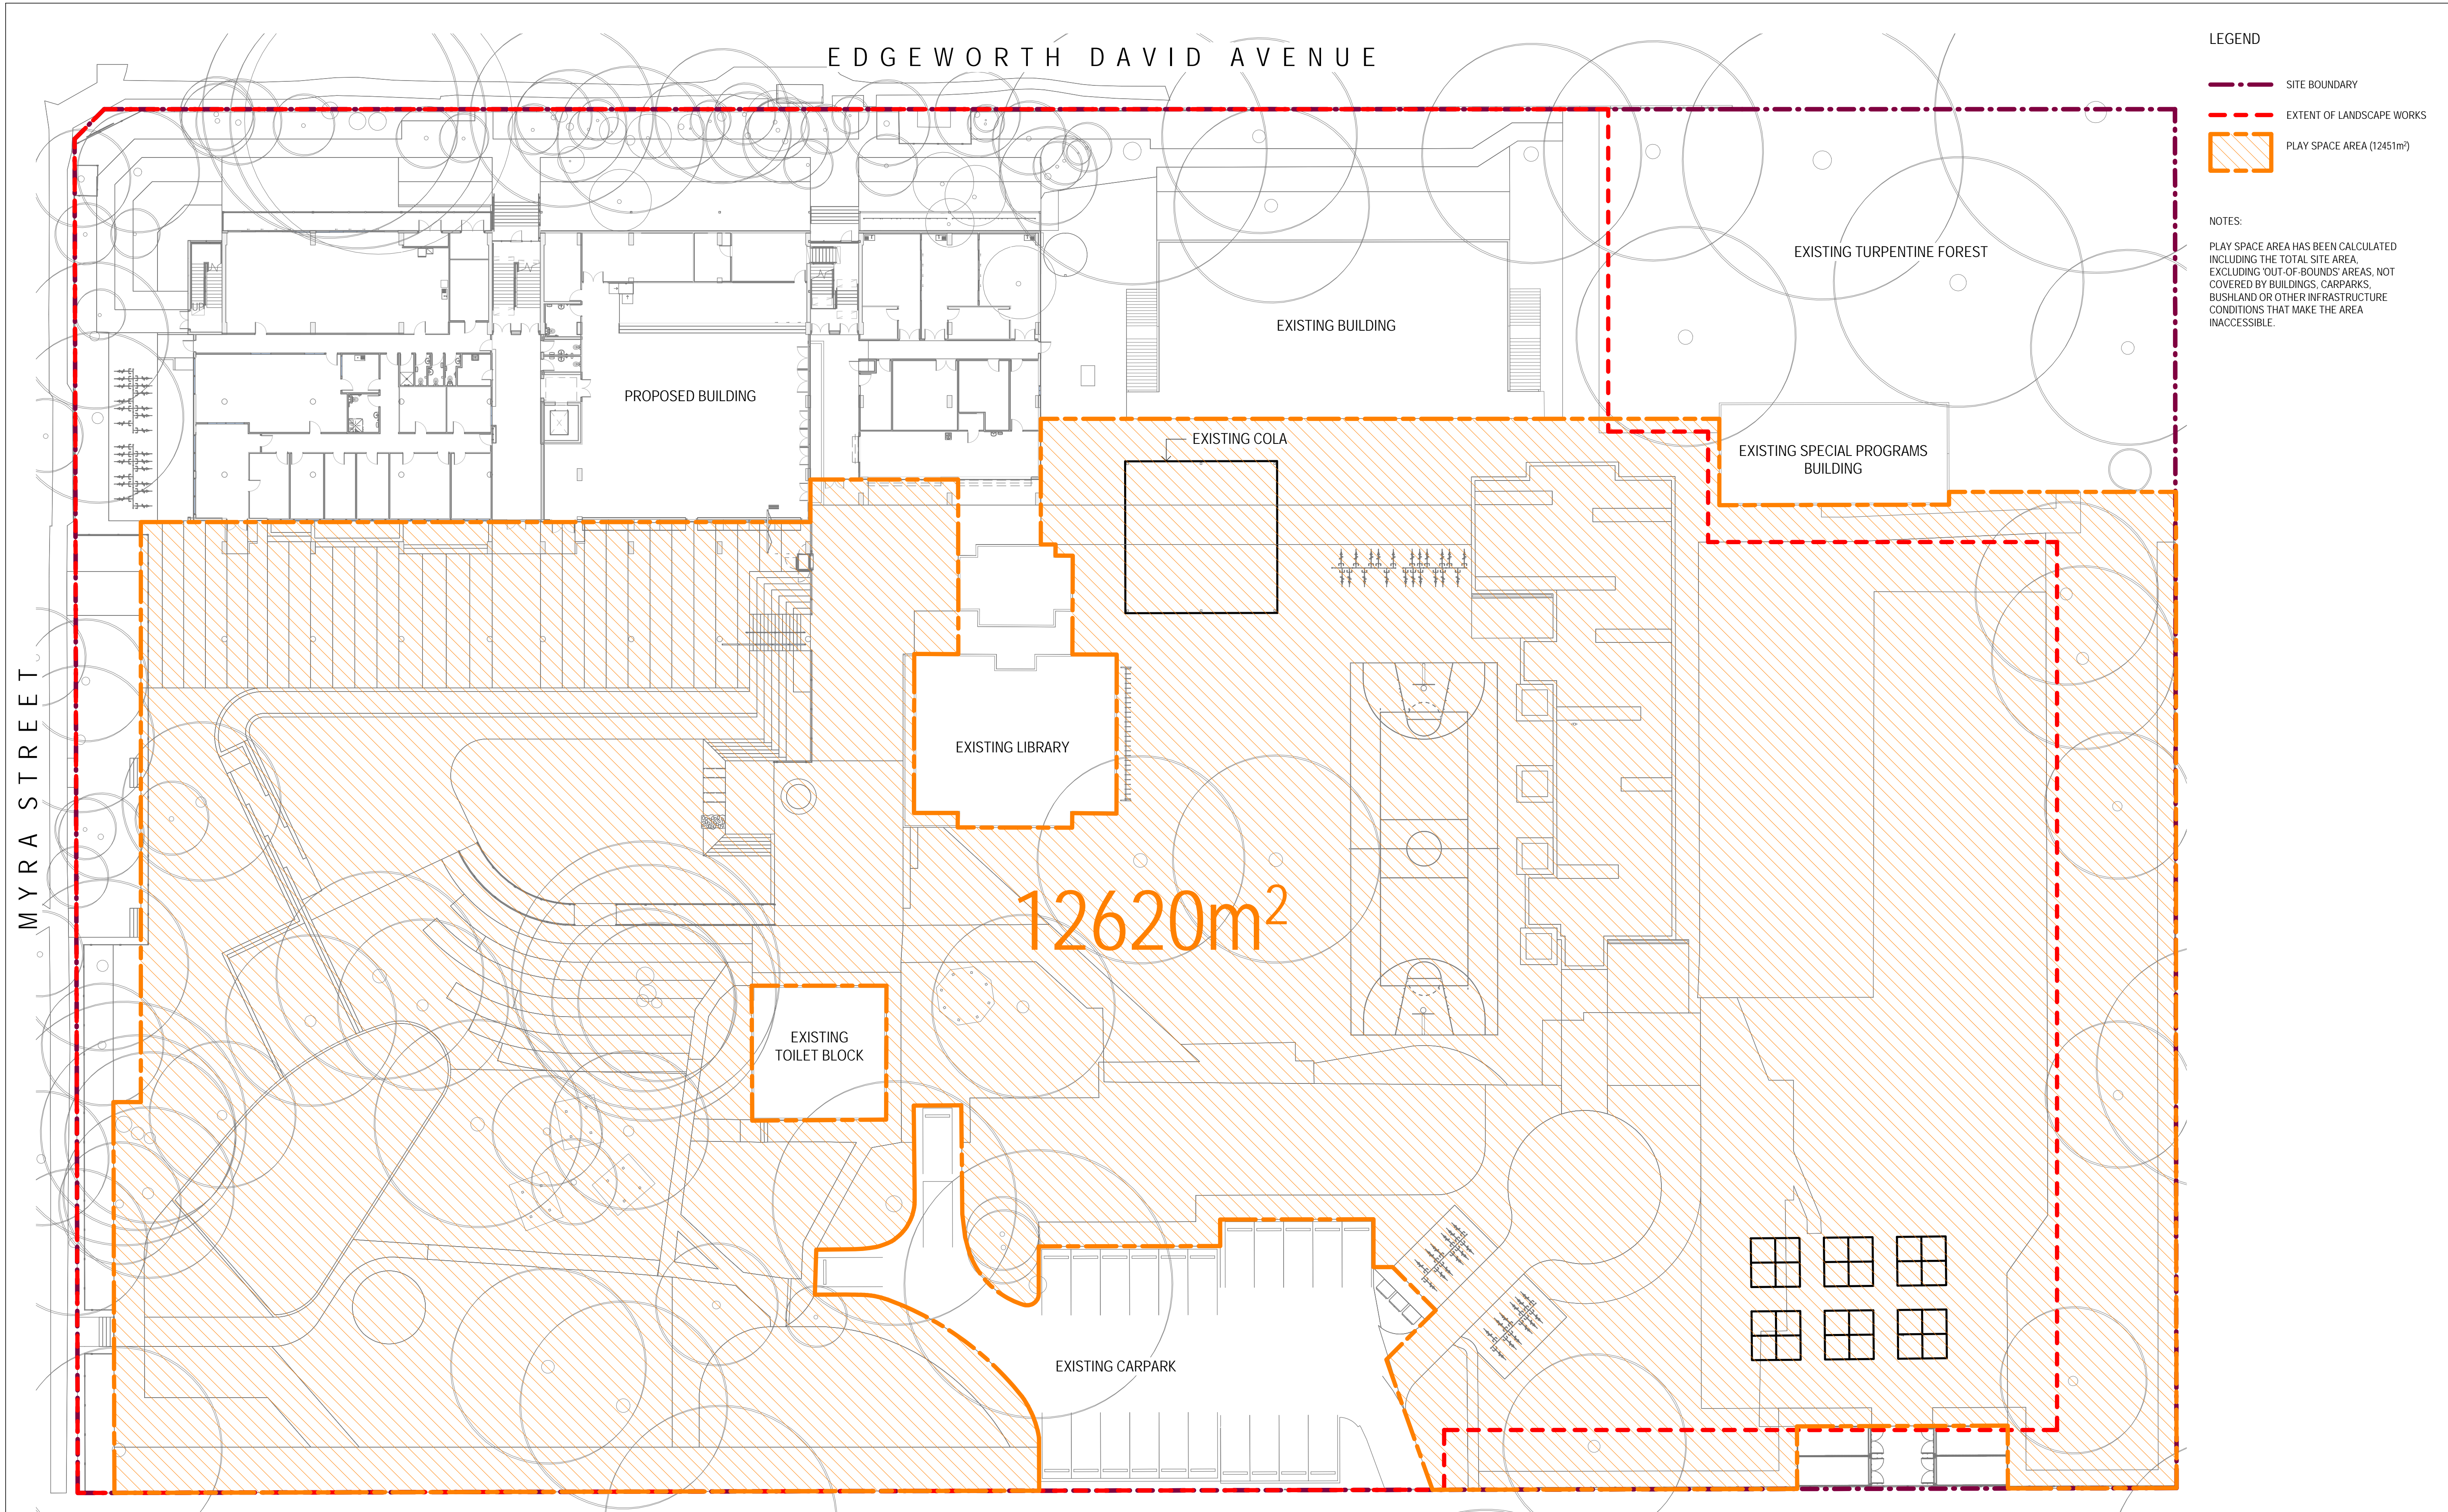 EDGEWORTH DAVID AVENUE
LEGEND
SITE BOUNDARY
EXTENT OF LANDSCAPE WORKS
PLAY SPACE AREA (12451m²)
NOTES:
PLAY SPACE AREA HAS BEEN CALCULATED
INCLUDING THE TOTAL SITE AREA,
EXCLUDING 'OUT-OF-BOUNDS' AREAS, NOT
COVERED BY BUILDINGS, CARPARKS,
BUSHLAND OR OTHER INFRASTRUCTURE
CONDITIONS THAT MAKE THE AREA
INACCESSIBLE.
EXISTING TURPENTINE FOREST
UP
EXISTING BUILDING
PROPOSED BUILDING
EXISTING COLA
EXISTING SPECIAL PROGRAMS
BUILDING
MYRA STREET
EXISTING LIBRARY
12620m²
EXISTING
TOILET BLOCK
EXISTING CARPARK